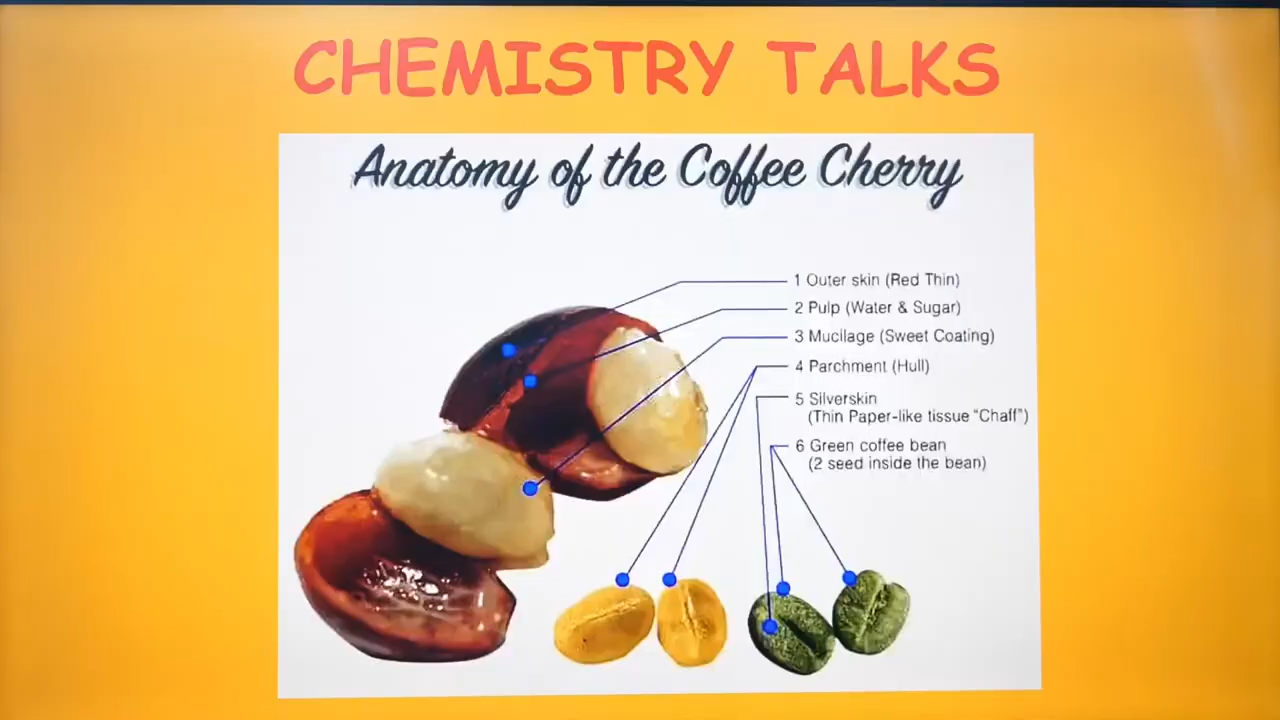 CHEMISTRY TALKS
Anatomy of the Coffee Cherry
1 Outer skin (Red Thin)
2 Pulp (Water & Sugar)
3 Mucilage (Sweet Coating)
4 Parchment (Hull)
5 Silverskin
(Thin Paper-like tissue "Chaff")
6 Green coffee bean
(2 seed inside the bean)